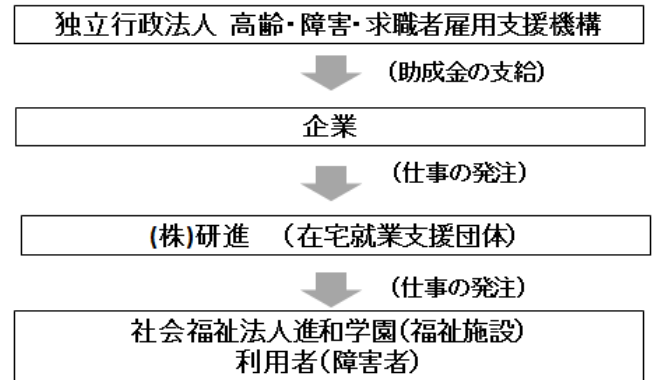 独立行政法人 高齢・障害・求職者雇用支援機構
(助成金の支給)
企業
(仕事の発注)
(株)研進 (在宅就業支援団体)
(仕事の発注)
社会福祉法人進和学園(福祉施設)
利用者(障害者)